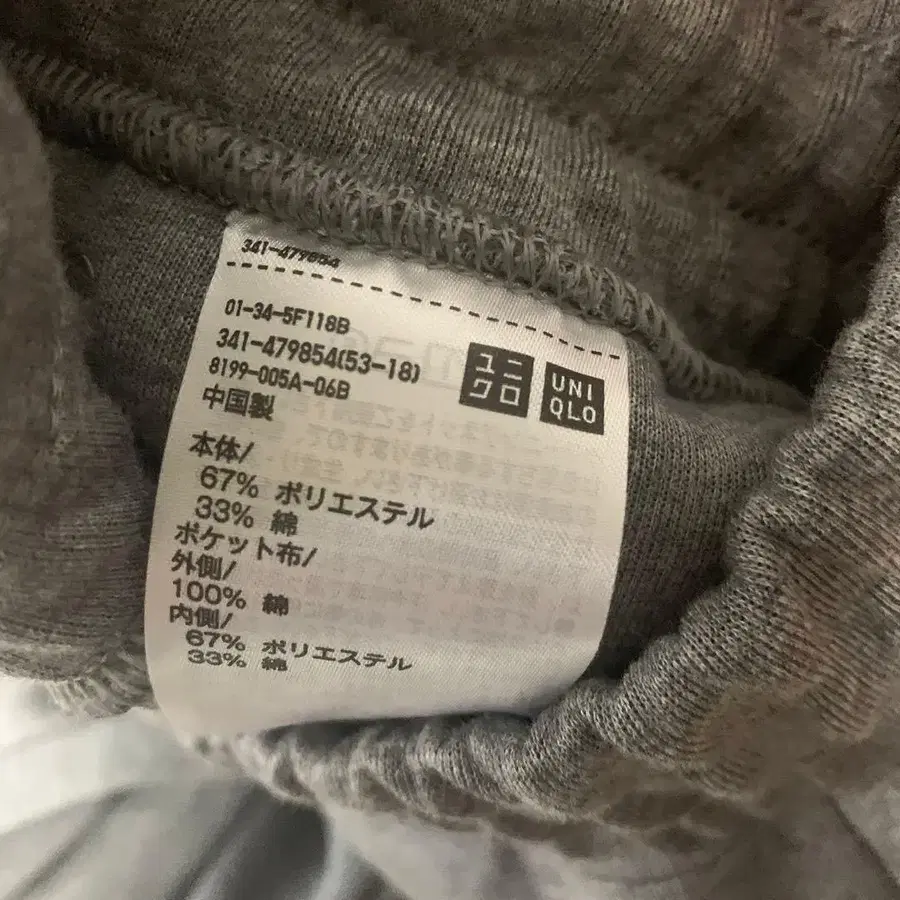 341-479854
01-34-5F118B
341-479854(53-18)
8199-005A-06B
中国製
ユニ
クロ
UNI
QLO
本体/
67% ポリエステル
33% 綿
ポケット布/
外側/
100% 綿
内側/
67% ポリエステル
33% 綿